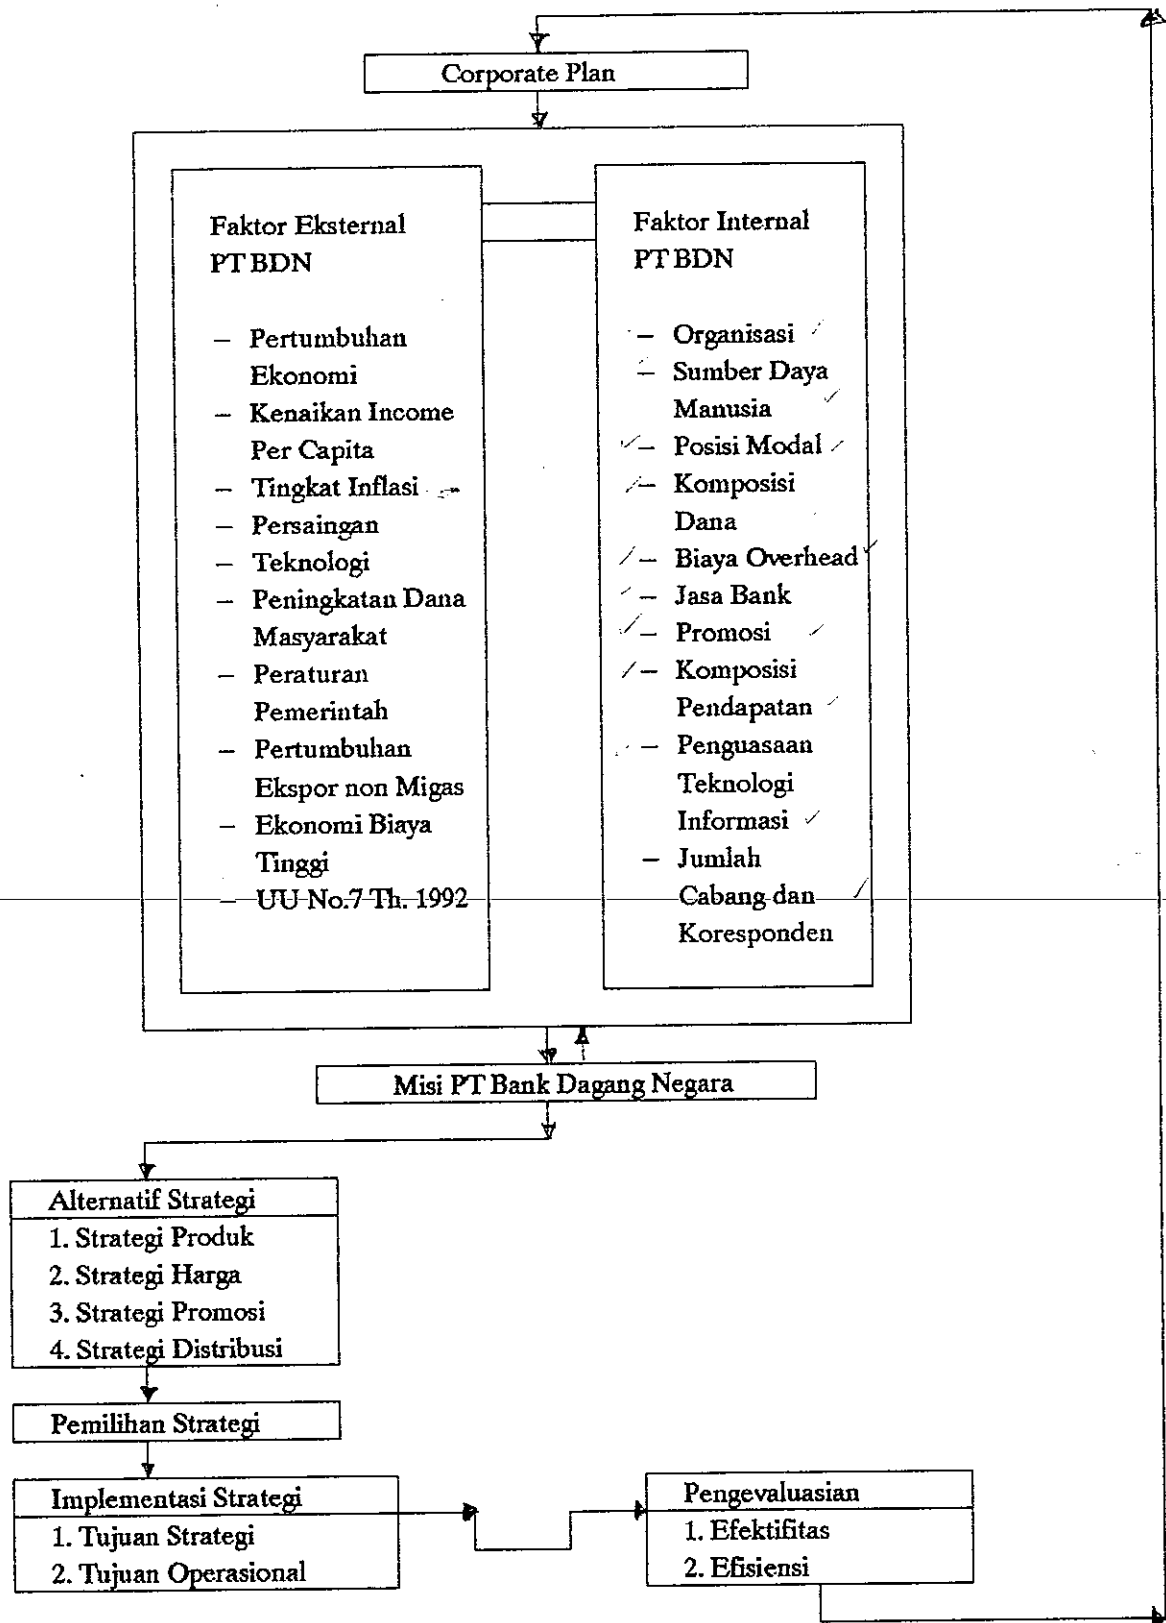 Corporate Plan
Faktor Eksternal
PT BDN
– Pertumbuhan
Ekonomi
– Kenaikan Income
Per Capita
– Tingkat Inflasi
– Persaingan
– Teknologi
– Peningkatan Dana
Masyarakat
– Peraturan
Pemerintah
– Pertumbuhan
Ekspor non Migas
– Ekonomi Biaya
Tinggi
– UU No.7 Th. 1992
Faktor Internal
PT BDN
– Organisasi
– Sumber Daya
Manusia
– Posisi Modal
– Komposisi
Dana
– Biaya Overhead
– Jasa Bank
– Promosi
– Komposisi
Pendapatan
– Penguasaan
Teknologi
Informasi
– Jumlah
Cabang dan
Koresponden
Misi PT Bank Dagang Negara
Alternatif Strategi
1. Strategi Produk
2. Strategi Harga
3. Strategi Promosi
4. Strategi Distribusi
Pemilihan Strategi
Implementasi Strategi
1. Tujuan Strategi
2. Tujuan Operasional
Pengevaluasian
1. Efektifitas
2. Efisiensi